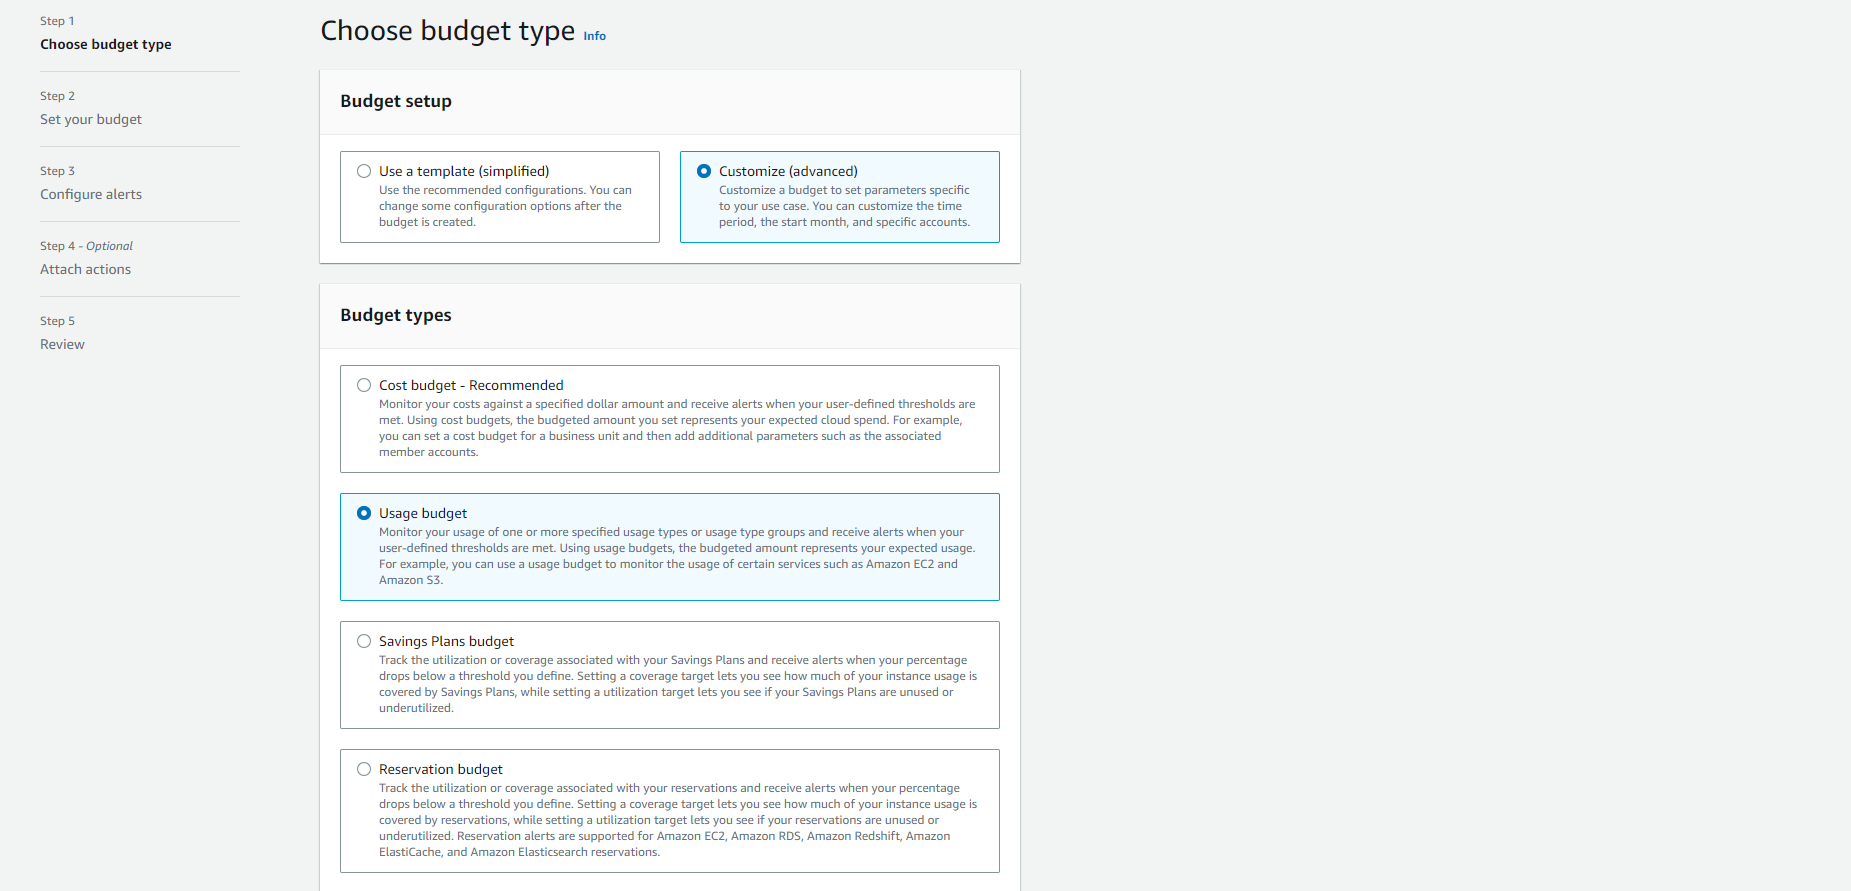 Step 1
Choose budget type
Step 2
Set your budget
Step 3
Configure alerts
Step 4 - Optional
Attach actions
Step 5
Review
Choose budget type Info
Budget setup
Use a template (simplified)
Use the recommended configurations. You can
change some configuration options after the
budget is created.
Customize (advanced)
Customize a budget to set parameters specific
to your use case. You can customize the time
period, the start month, and specific accounts.
Budget types
Cost budget - Recommended
Monitor your costs against a specified dollar amount and receive alerts when your user-defined thresholds are
met. Using cost budgets, the budgeted amount you set represents your expected cloud spend. For example,
you can set a cost budget for a business unit and then add additional parameters such as the associated
member accounts.
Usage budget
Monitor your usage of one or more specified usage types or usage type groups and receive alerts when your
user-defined thresholds are met. Using usage budgets, the budgeted amount represents your expected usage.
For example, you can use a usage budget to monitor the usage of certain services such as Amazon EC2 and
Amazon S3.
Savings Plans budget
Track the utilization or coverage associated with your Savings Plans and receive alerts when your percentage
drops below a threshold you define. Setting a coverage target lets you see how much of your instance usage is
covered by Savings Plans, while setting a utilization target lets you see if your Savings Plans are unused or
underutilized.
Reservation budget
Track the utilization or coverage associated with your reservations and receive alerts when your percentage
drops below a threshold you define. Setting a coverage target lets you see how much of your instance usage is
covered by reservations, while setting a utilization target lets you see if your reservations are unused or
underutilized. Reservation alerts are supported for Amazon EC2, Amazon RDS, Amazon Redshift, Amazon
ElastiCache, and Amazon Elasticsearch reservations.